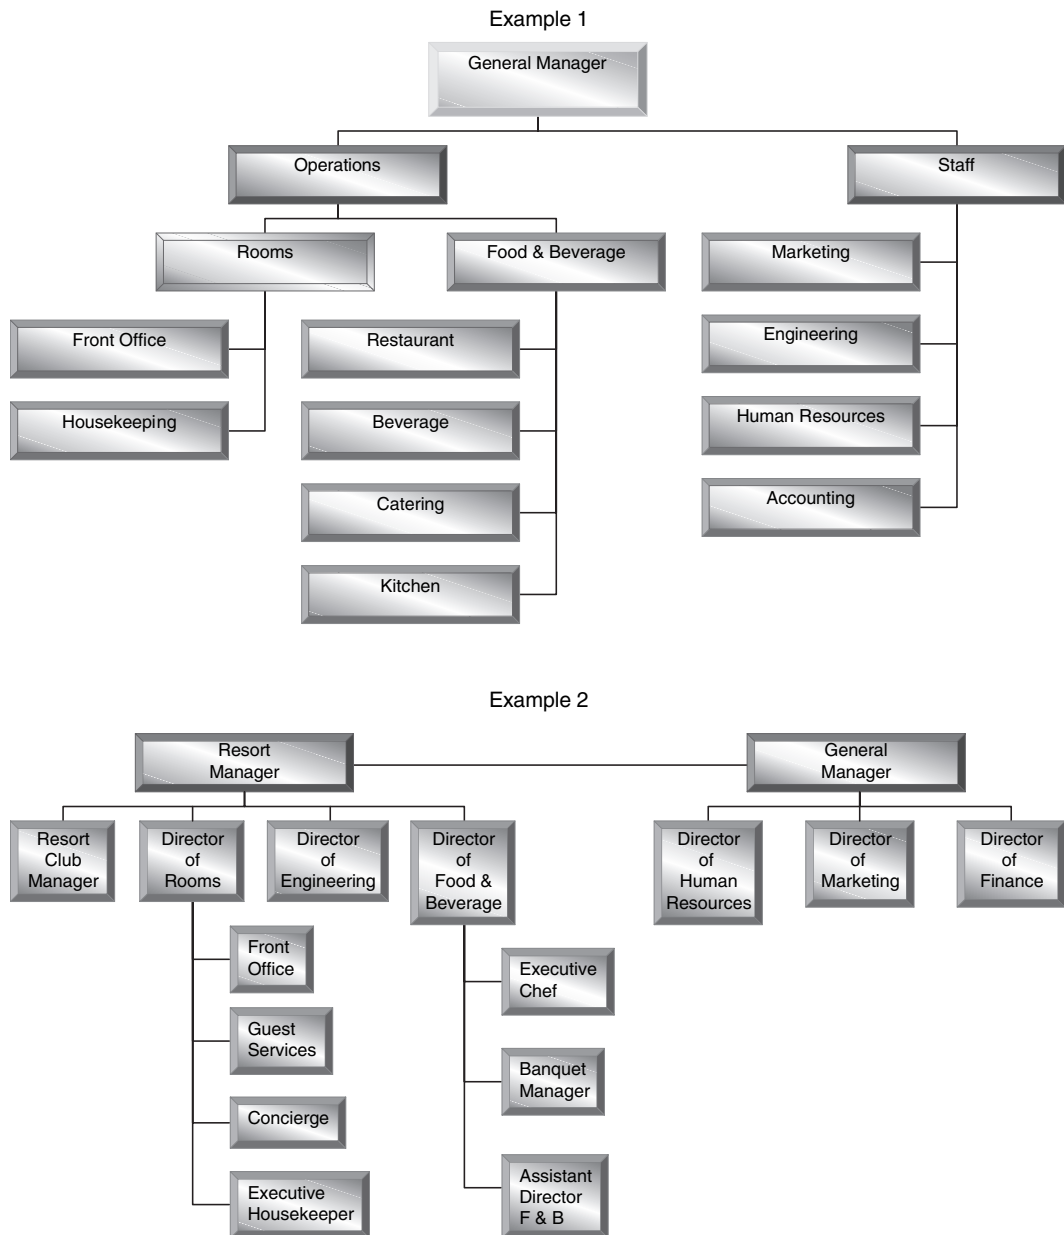 Example 1
General Manager
Operations
Staff
Rooms
Food & Beverage
Marketing
Front Office
Restaurant
Engineering
Housekeeping
Beverage
Human Resources
Catering
Accounting
Kitchen
Example 2
Resort
Manager
General
Manager
Resort
Club
Manager
Director
of
Rooms
Director
of
Engineering
Director
of
Food &
Beverage
Director
of
Human
Resources
Director
of
Marketing
Director
of
Finance
Front
Office
Guest
Services
Concierge
Executive
Housekeeper
Executive
Chef
Banquet
Manager
Assistant
Director
F & B